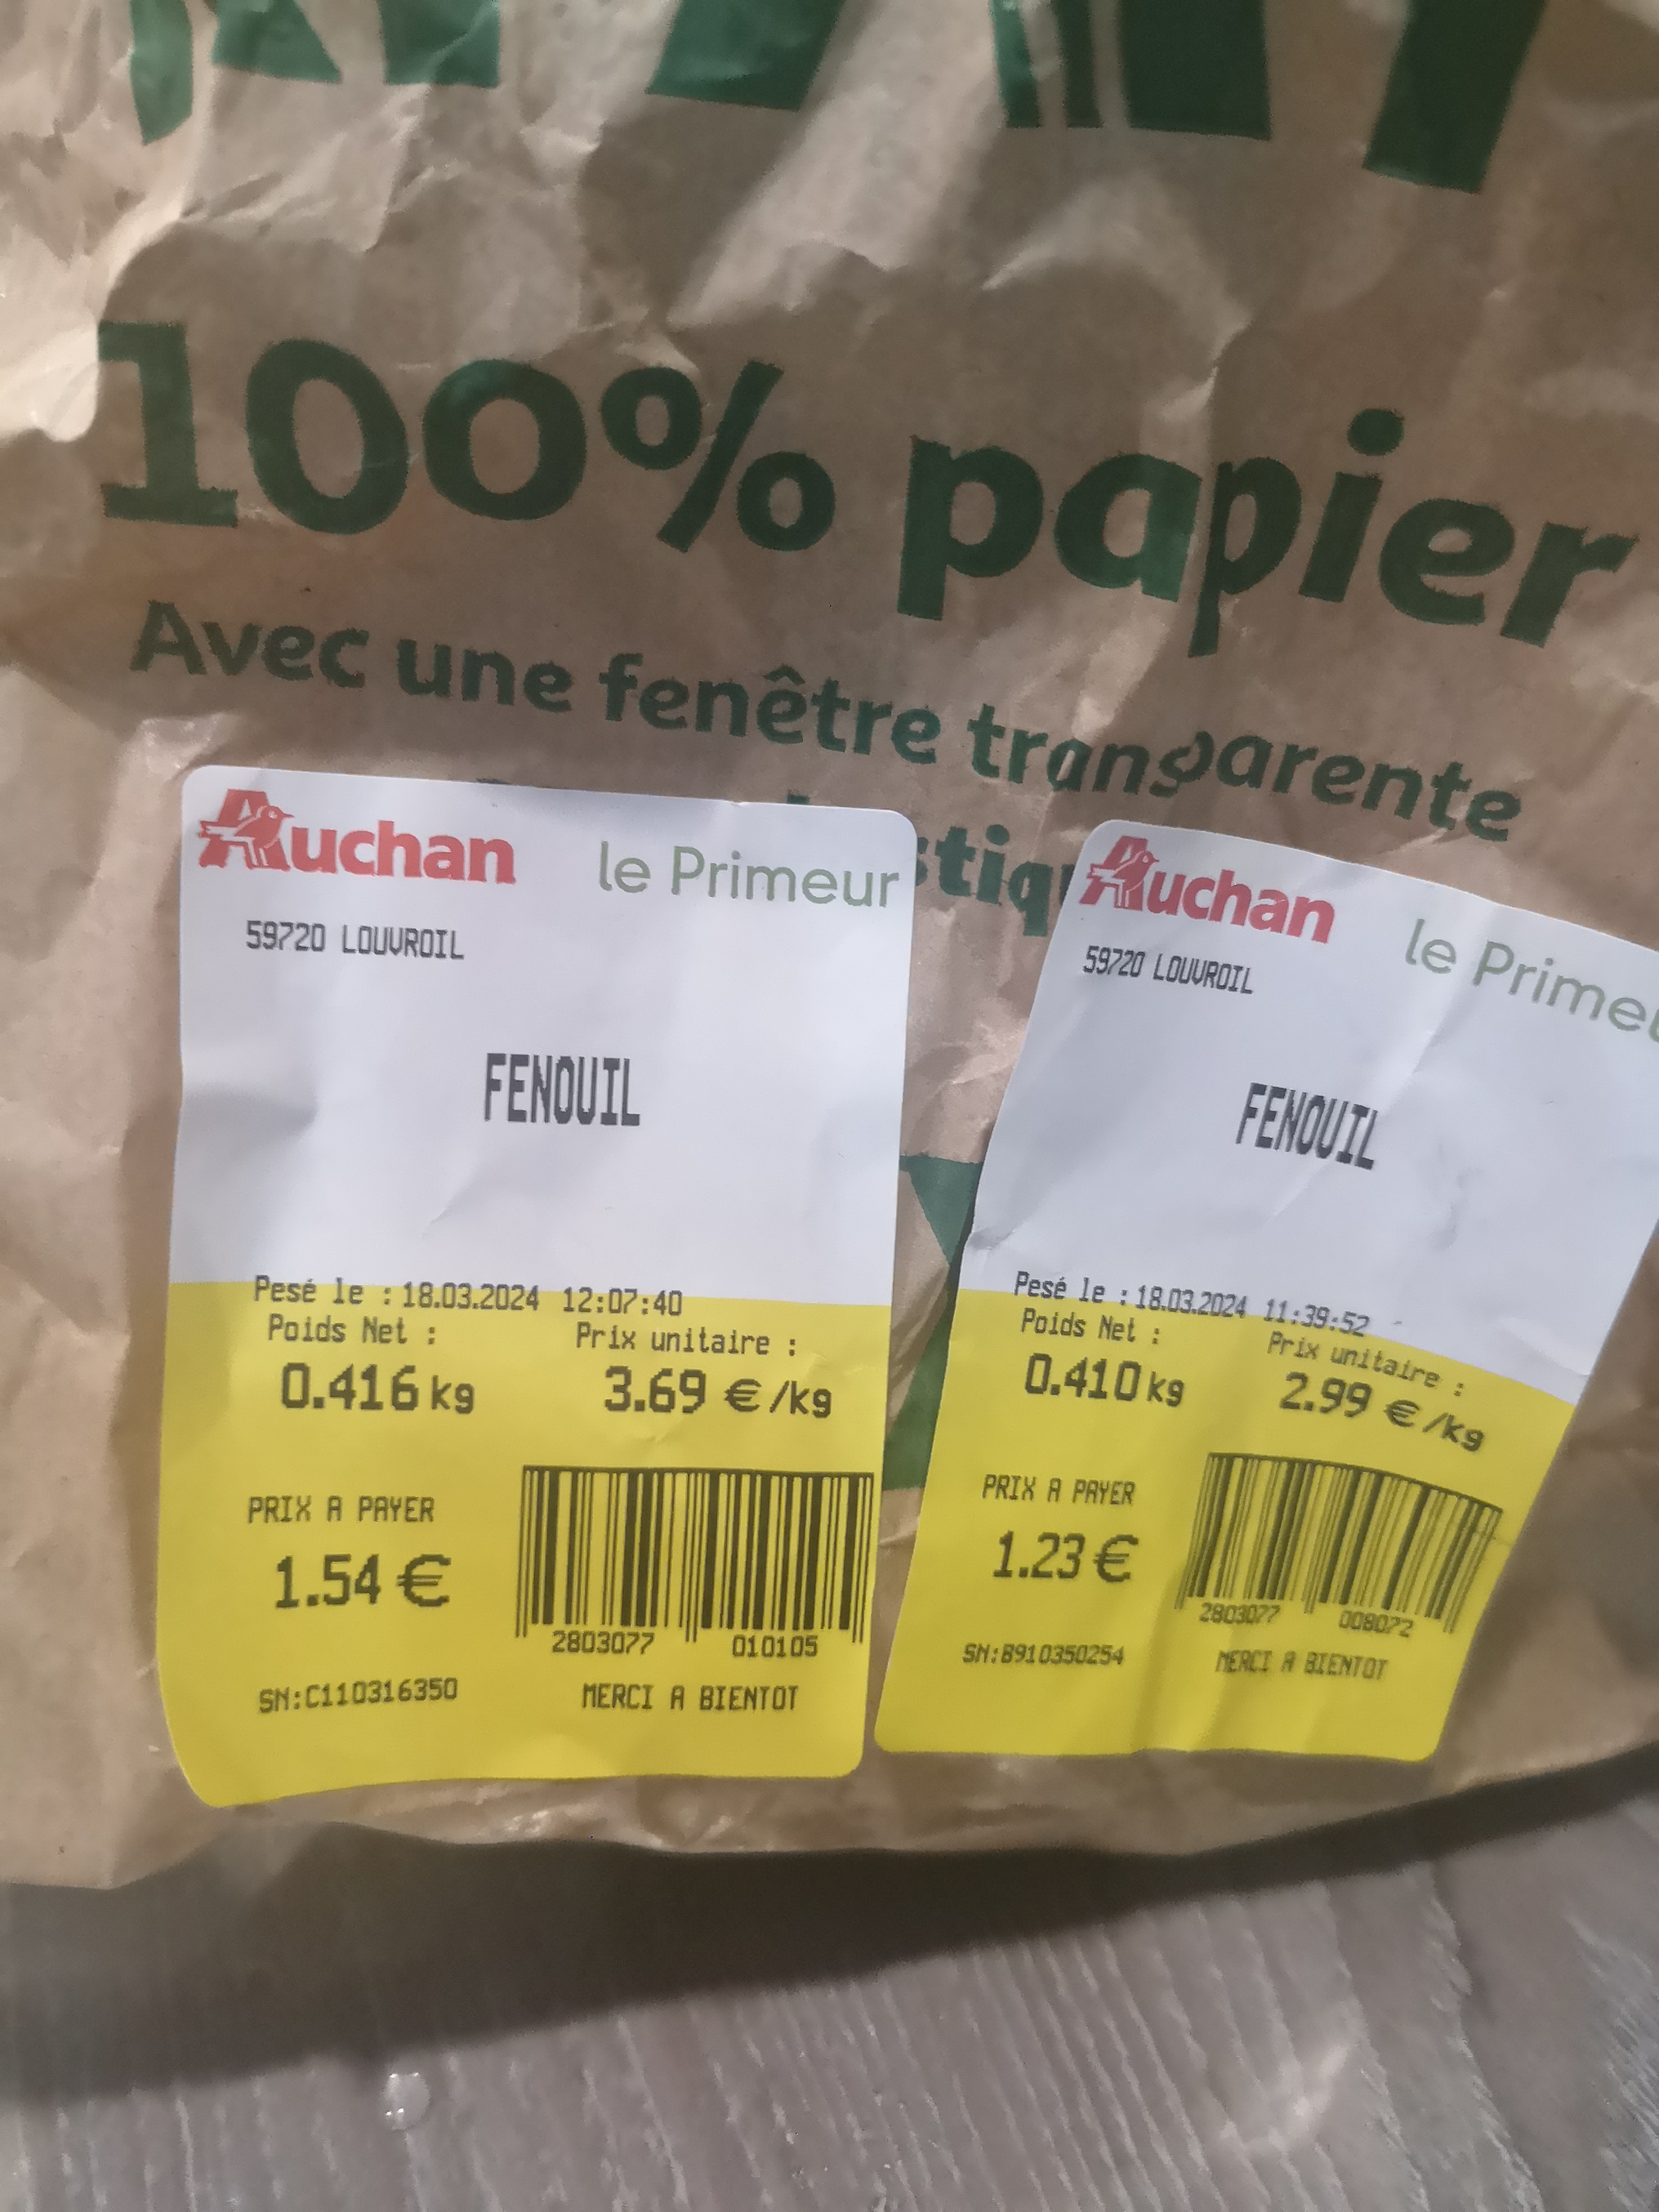 100% papier
Avec une fenêtre transparente
Auchan le Primeur
59720 LOUVROIL
FENOUIL
Pesé le : 18.03.2024 12:07:40
Poids Net : Prix unitaire :
0.416 kg 3.69 €/kg
PRIX A PAYER
1.54 €
2803077 010105
SN:C110316350 MERCI A BIENTOT
Auchan le Prime
59720 LOUVROIL
FENOUIL
Pesé le : 18.03.2024 11:39:52
Poids Net : Prix unitaire :
0.410 kg 2.99 €/kg
PRIX A PAYER
1.23 €
2803077 008072
SN:B910350254 MERCI A BIENTOT